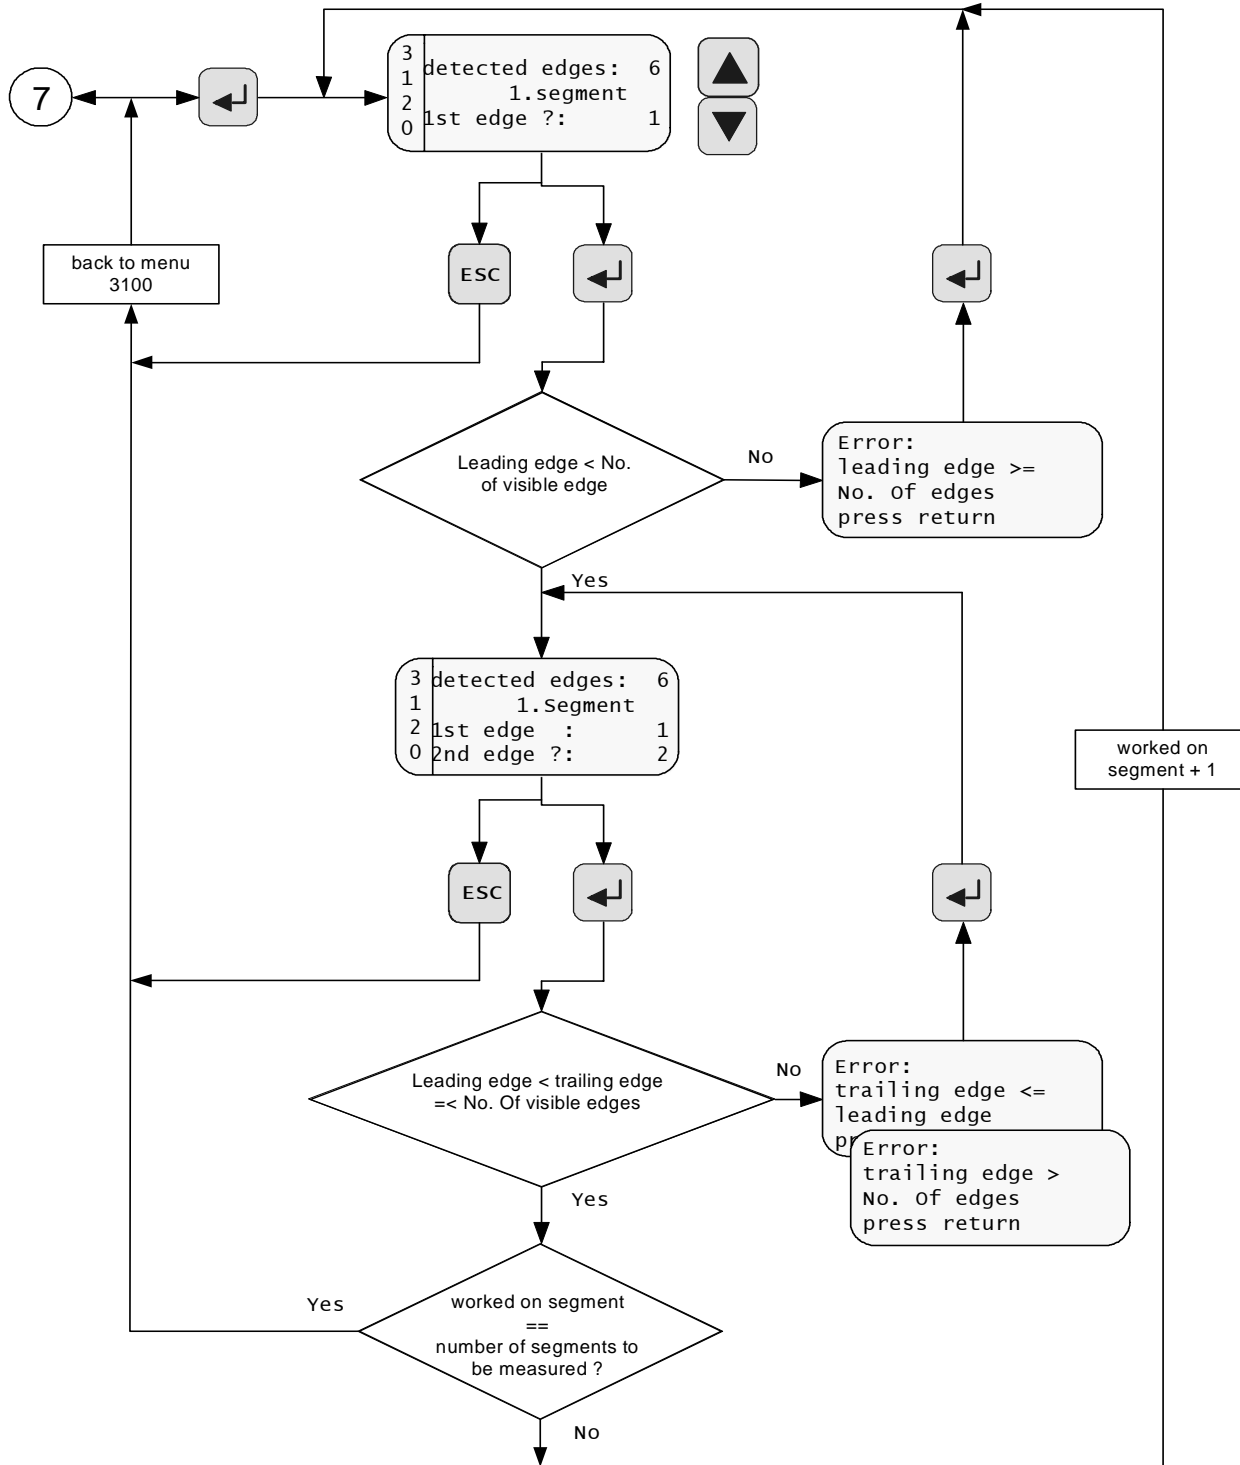 3
1
2
0
detected edges: 6
1.segment
1st edge ?: 1
7
back to menu
3100
ESC
Leading edge < No.
of visible edge
No
Error:
leading edge >=
No. Of edges
press return
Yes
3
1
2
0
detected edges: 6
1.Segment
1st edge : 1
2nd edge ?: 2
worked on
segment + 1
ESC
Leading edge < trailing edge
=< No. Of visible edges
No
Error:
trailing edge <=
leading edge
Error:
trailing edge >
No. Of edges
press return
Yes
worked on segment
==
number of segments to
be measured ?
Yes
No